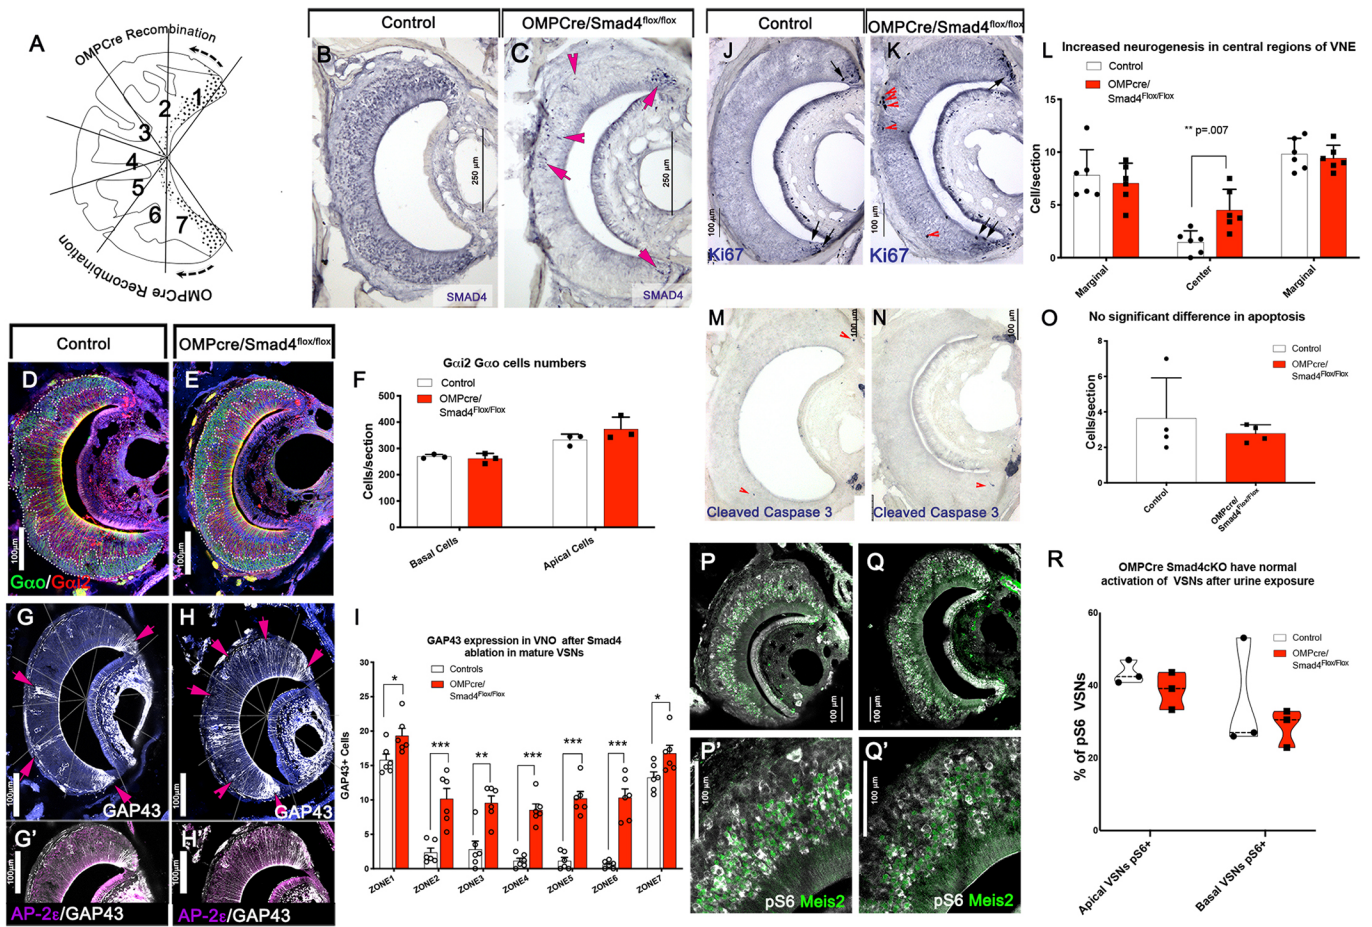 A
OMPCre Recombination
1
2
3
4
5
6
7
OMPCre Recombination
Control
OMPCre/Smad4flox/flox
B
250 µm
SMAD4
C
250 µm
SMAD4
Control
OMPCre/Smad4flox/flox
J
100 µm
Ki67
K
100 µm
Ki67
L
Increased neurogenesis in central regions of VNE
Control
OMPcre/
Smad4Flox/Flox
** p=.007
Cell/section
15
10
5
0
Marginal
Center
Marginal
Control
OMPcre/Smad4flox/flox
D
100µm
Gαo/Gαi2
E
100µm
F
Gαi2 Gαo cells numbers
Control
OMPcre/
Smad4Flox/Flox
Cells/section
500
400
300
200
100
0
Basal Cells
Apical Cells
M
100 µm
Cleaved Caspase 3
N
100 µm
Cleaved Caspase 3
O
No significant difference in apoptosis
Control
OMPcre/
Smad4Flox/Flox
Cells/section
8
6
4
2
0
Control
OMPcre/
Smad4Flox/Flox
G
100µm
GAP43
H
100µm
GAP43
G'
100µm
AP-2ε/GAP43
H'
100µm
AP-2ε/GAP43
I
GAP43 expression in VNO after Smad4
ablation in mature VSNs
Controls
OMPcre/
Smad4Flox/Flox
GAP43+ Cells
30
25
20
15
10
5
0
*
***
**
***
***
***
*
ZONE1
ZONE2
ZONE3
ZONE4
ZONE5
ZONE6
ZONE7
P
100 µm
Q
100 µm
P'
100 µm
pS6 Meis2
Q'
100 µm
pS6 Meis2
R
OMPCre Smad4cKO have normal
activation of VSNs after urine exposure
Control
OMPcre/
Smad4Flox/Flox
% of pS6 VSNs
60
40
20
0
Apical VSNs pS6+
Basal VSNs pS6+